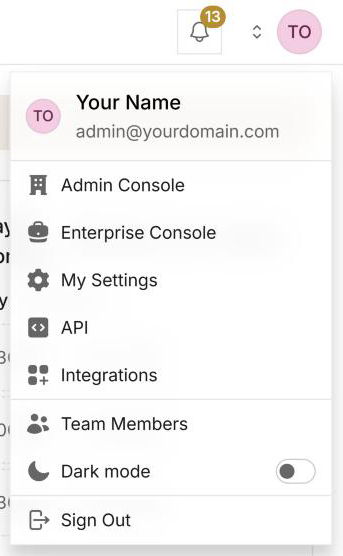 13
TO
TO
Your Name
admin@yourdomain.com
Admin Console
Enterprise Console
My Settings
API
Integrations
Team Members
Dark mode
Sign Out